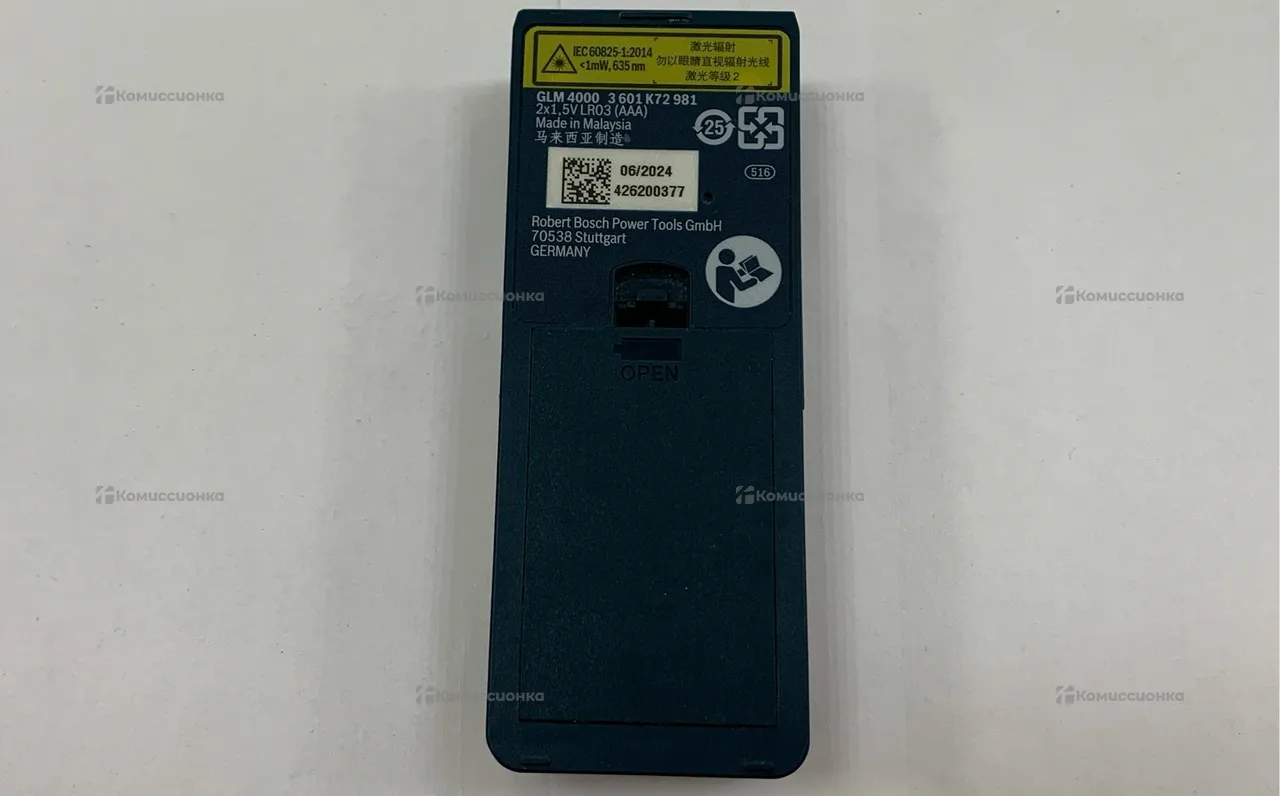 IEC 60825-1:2014
<1mW, 635 nm
激光辐射
勿以眼睛直视辐射光线
激光等级 2
GLM 4000 3 601 K72 981
2x1,5V LR03 (AAA)
Made in Malaysia
马来西亚制造
25
06/2024
426200377
516
Robert Bosch Power Tools GmbH
70538 Stuttgart
GERMANY
OPEN
Комиссионка
Комиссионка
Комиссионка
Комиссионка
Комиссионка
Комиссионка
Комиссионка
Комиссионка